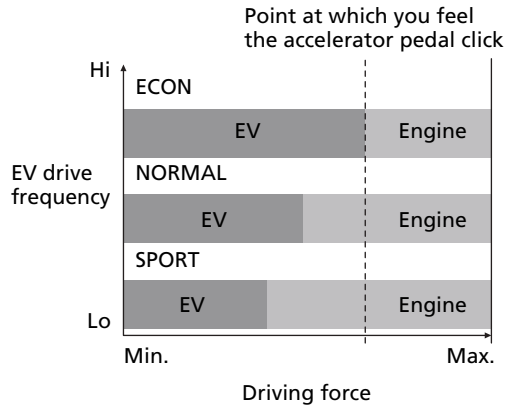 Point at which you feel
the accelerator pedal click
Hi
ECON
EV Engine
EV drive
frequency
NORMAL
EV Engine
SPORT
EV Engine
Lo
Min. Max.
Driving force